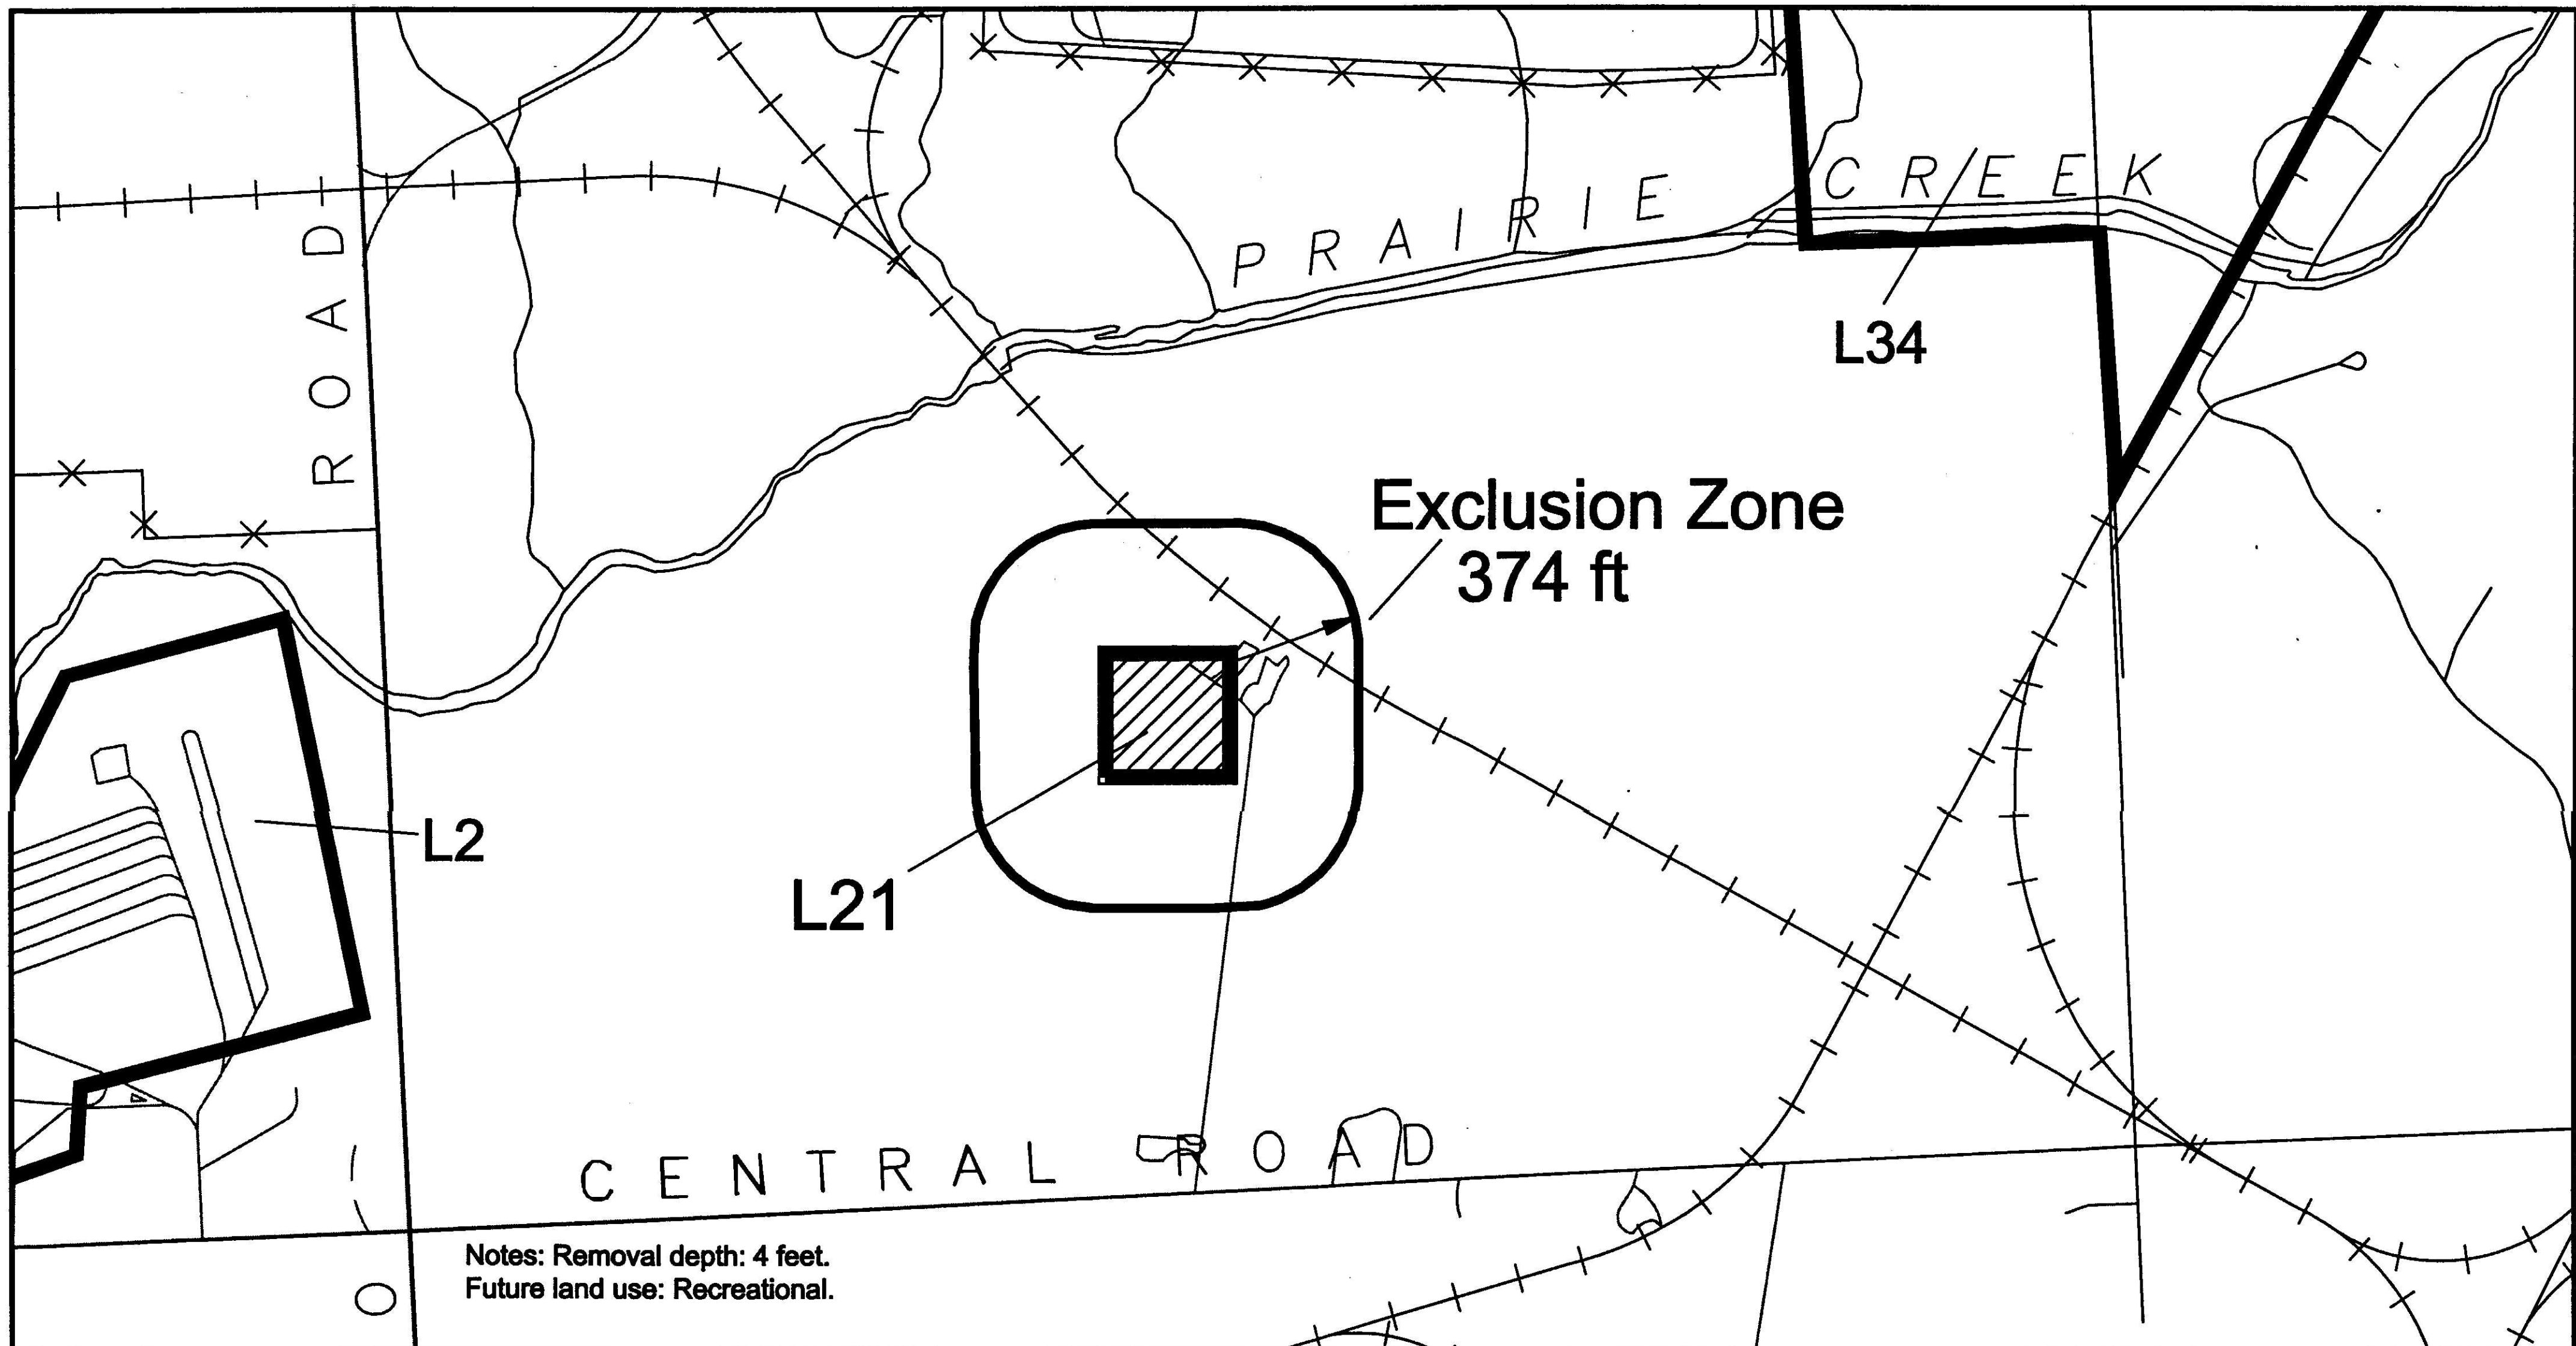 PRAIRIE CREEK
ROAD
L34
Exclusion Zone
374 ft
L2
L21
CENTRAL ROAD
Notes: Removal depth: 4 feet.
Future land use: Recreational.
O